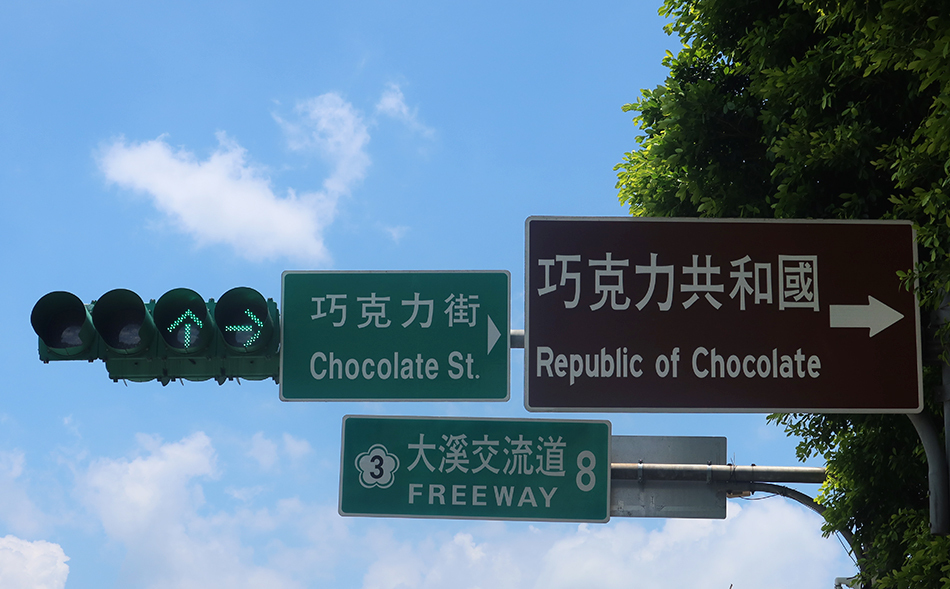 巧克力街
Chocolate St.
巧克力共和國
Republic of Chocolate
3 大溪交流道 8
FREEWAY